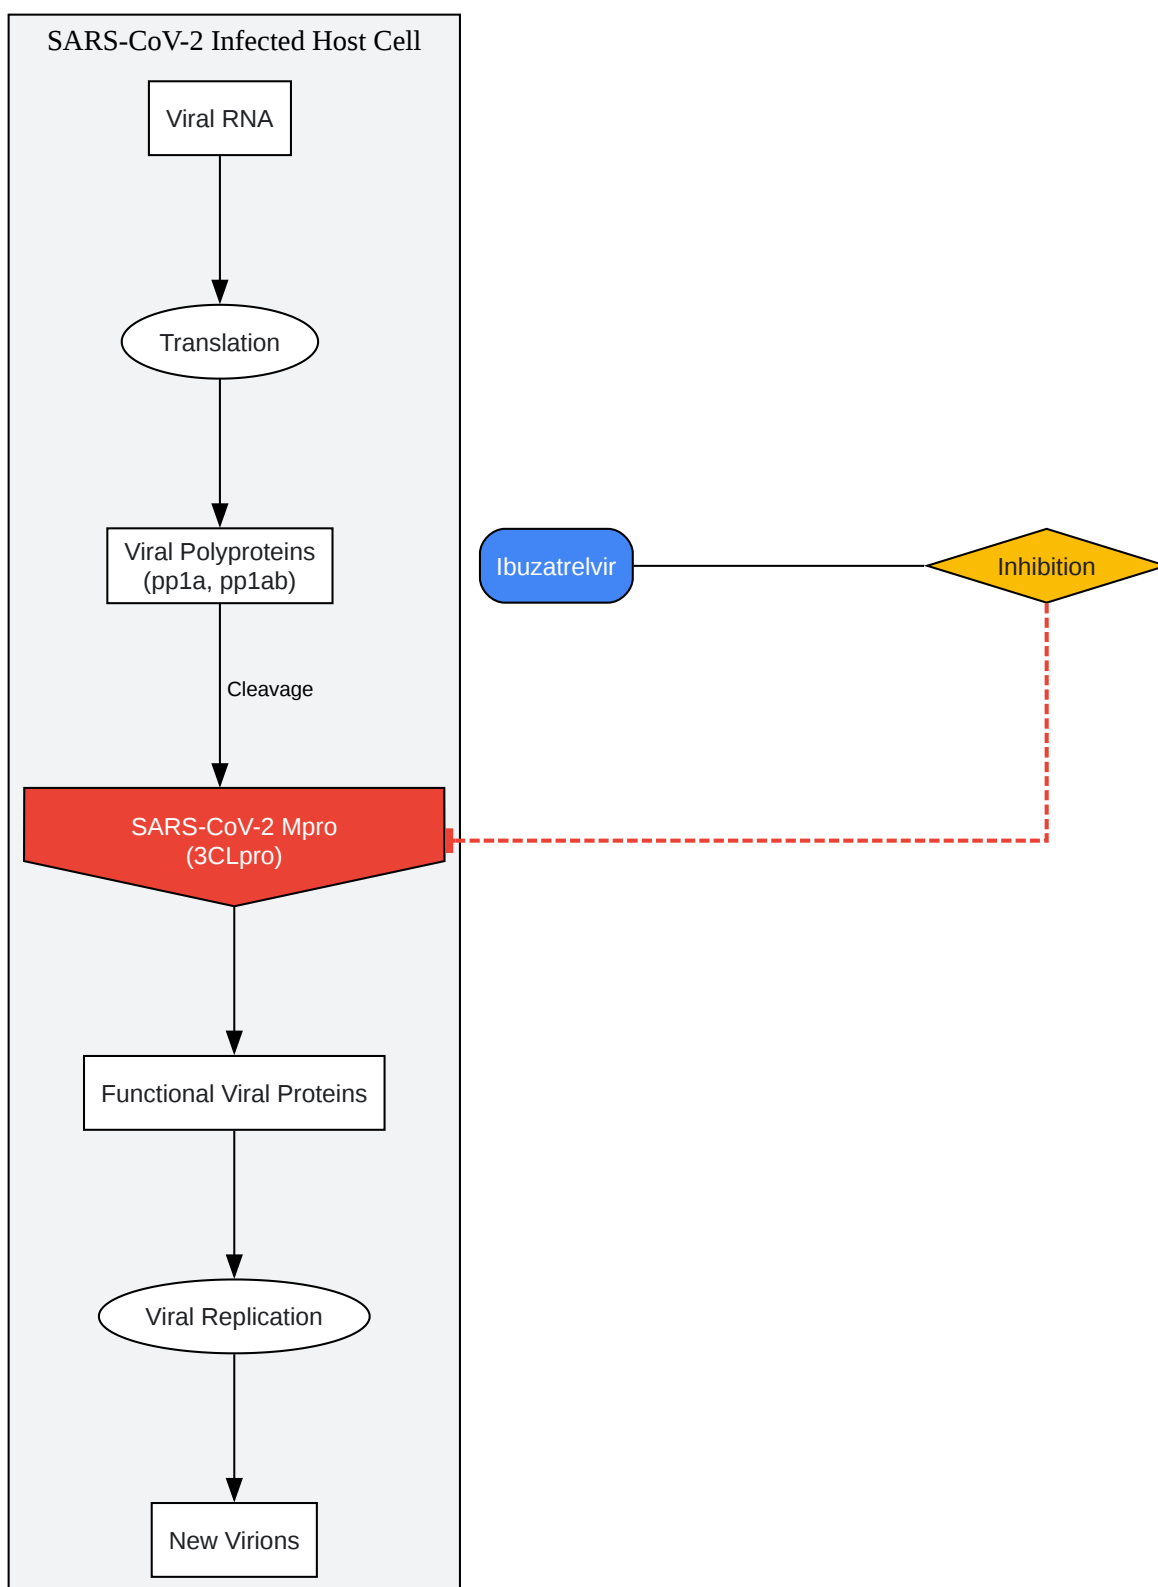 SARS-CoV-2 Infected Host Cell
Viral RNA
Translation
Viral Polyproteins
(pp1a, pp1ab)
Ibuzatrelvir
Inhibition
Cleavage
SARS-CoV-2 Mpro
(3CLpro)
Functional Viral Proteins
Viral Replication
New Virions